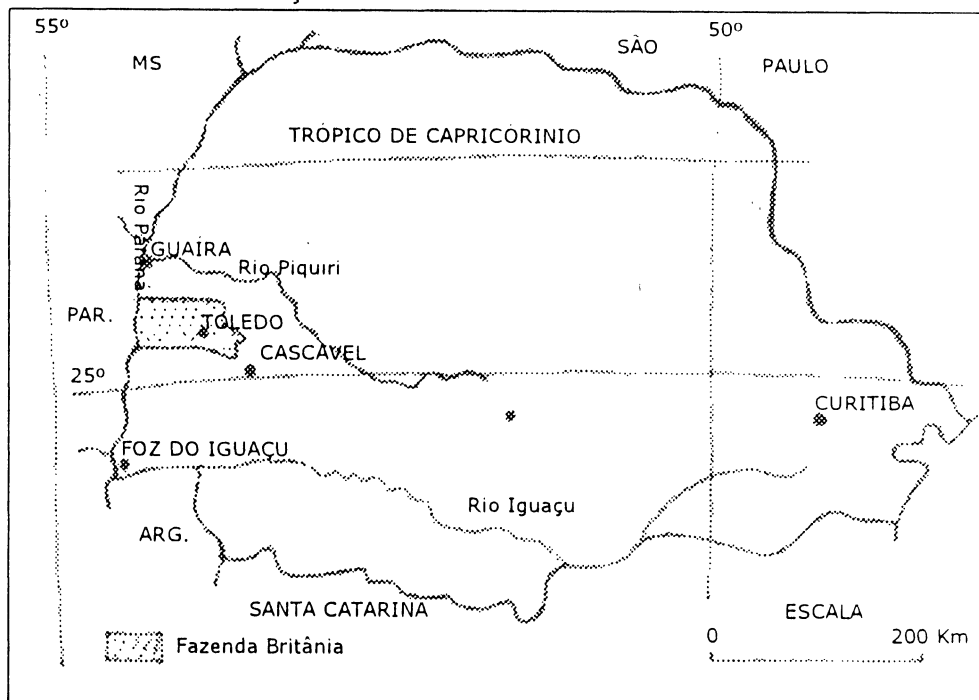 55º
50º
MS
SÃO
PAULO
TRÓPICO DE CAPRICÓRINIO
Rio Paraná
GUAÍRA
Rio Piquiri
PAR.
TOLEDO
CASCAVEL
25º
CURITIBA
FOZ DO IGUAÇU
Rio Iguaçu
ARG.
SANTA CATARINA
ESCALA
0 200 Km
Fazenda Britânia